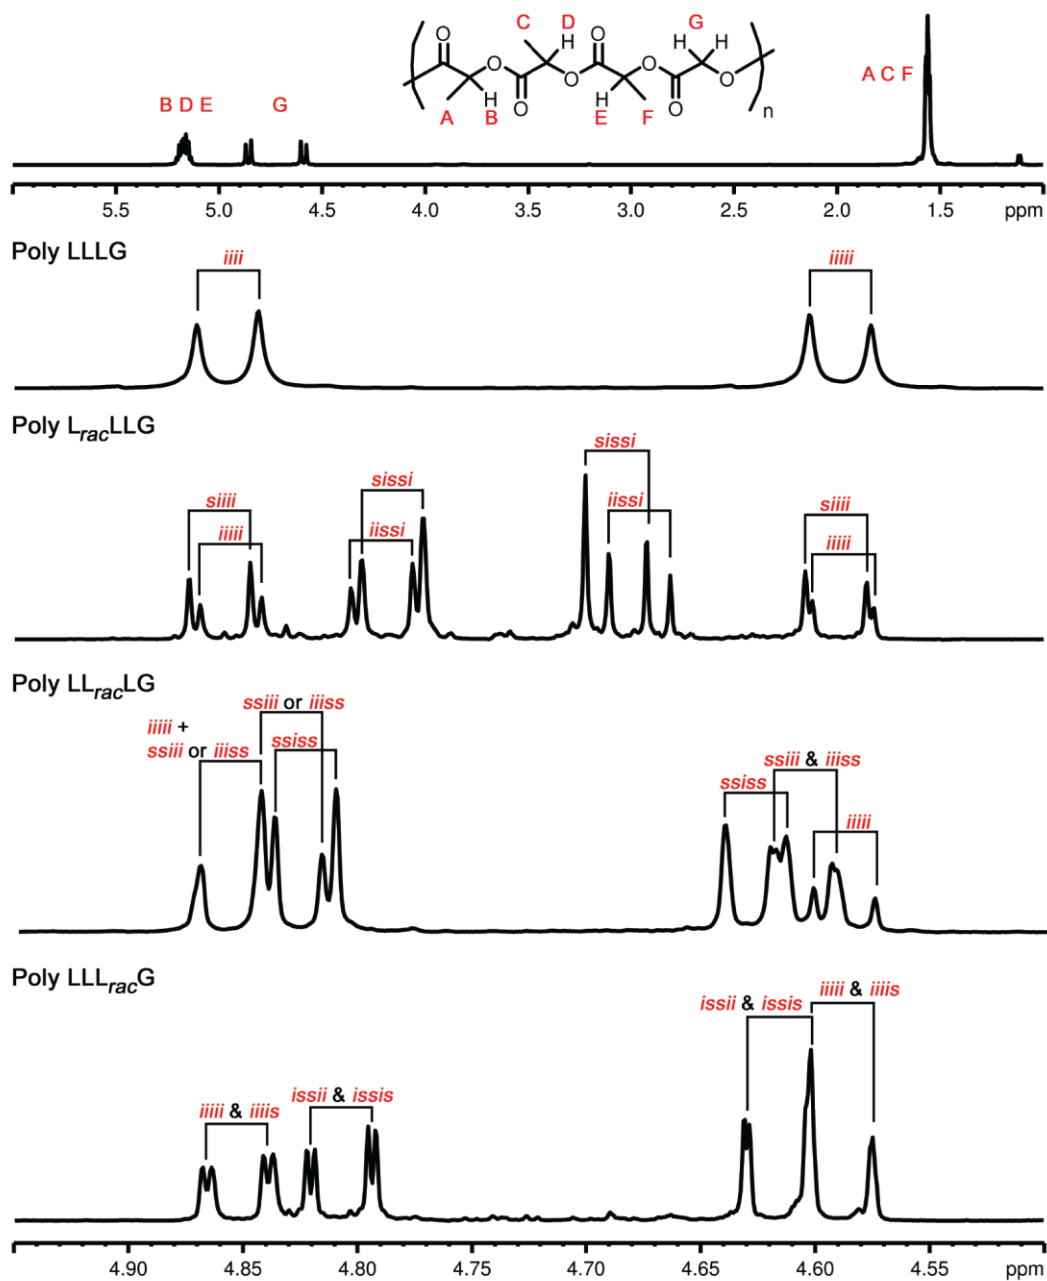 C D G
O H O H H
A C F
O O
O O O
B D E G H H n
A B E F
5.5 5.0 4.5 4.0 3.5 3.0 2.5 2.0 1.5 ppm
Poly LLLG
iiii iiiii
Poly LracLLG
sissi
sissi
siiii siiii
iissi
iiiii iissi iiiii
Poly LLracLG
ssiii or iiiss
iiiii +
ssiii or iiiss ssiss
ssiii & iiiss
ssiss
iiiii
Poly LLLracG
iiiii & iiiis
issii & issis
issii & issis
iiiii & iiiis
4.90 4.85 4.80 4.75 4.70 4.65 4.60 4.55 ppm